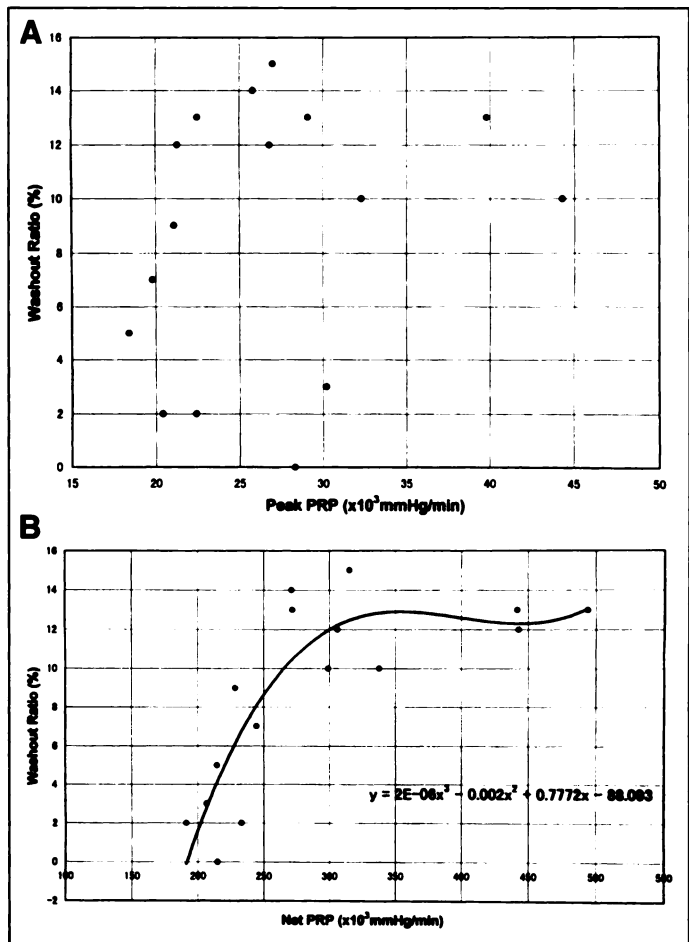 A
16
14
12
10
8
6
4
2
0
Washout Ratio (%)
15 20 25 30 35 40 45 50
Peak PRP (x10³mmHg/min)
B
16
14
12
10
8
6
4
2
0
-2
Washout Ratio (%)
y = 2E-06x³ - 0.002x² + 0.7772x - 88.083
100 150 200 250 300 350 400 450 500 550
Net PRP (x10³mmHg/min)